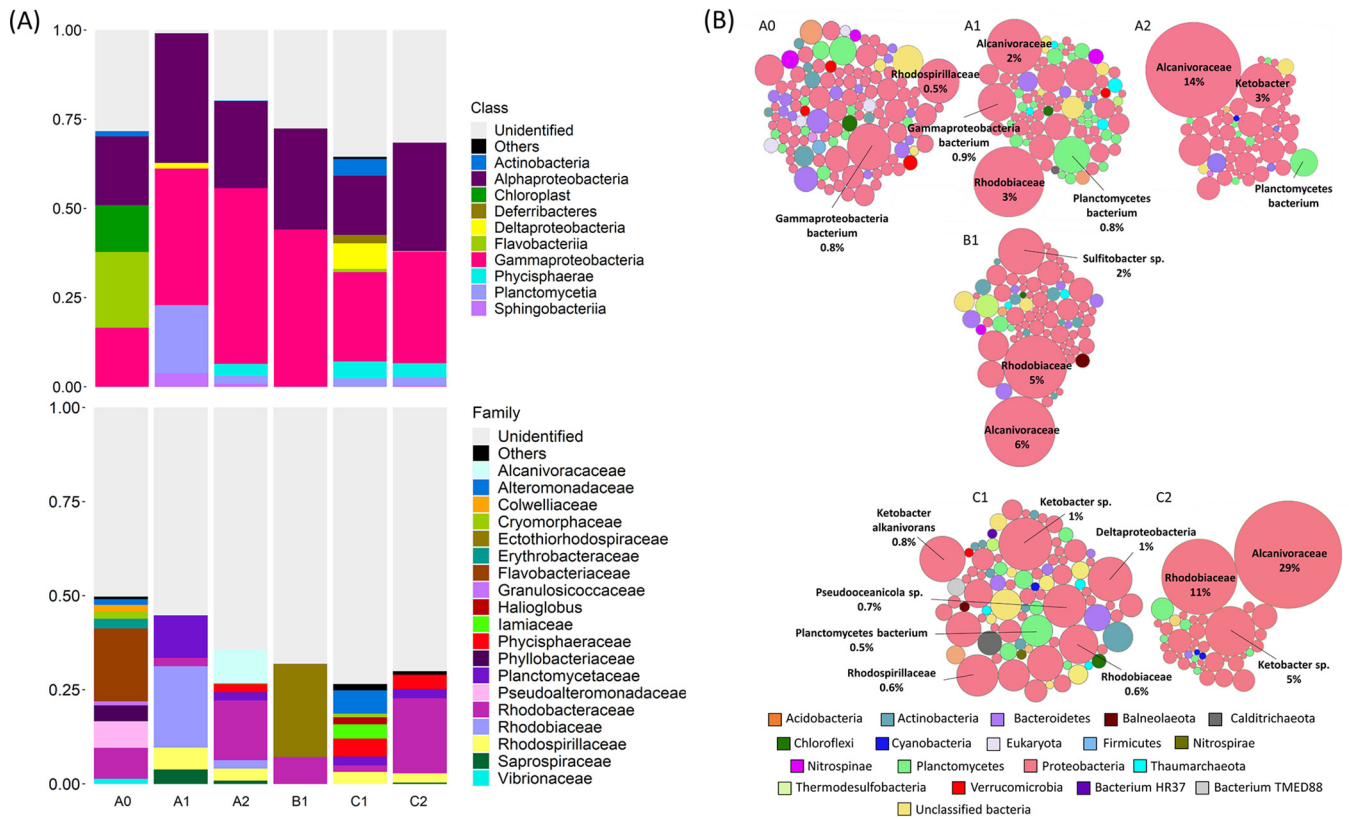 (A)
1.00
0.75
0.50
0.25
0.00
Class
Unidentified
Others
Actinobacteria
Alphaproteobacteria
Chloroplast
Deferribacteres
Deltaproteobacteria
Flavobacteriia
Gammaproteobacteria
Phycisphaerae
Planctomycetia
Sphingobacteriia
1.00
0.75
0.50
0.25
0.00
A0 A1 A2 B1 C1 C2
Family
Unidentified
Others
Alcanivoracaceae
Alteromonadaceae
Colwelliaceae
Cryomorphaceae
Ectothiorhodospiraceae
Erythrobacteraceae
Flavobacteriaceae
Granulosicoccaceae
Halioglobus
Iamiaceae
Phycisphaeraceae
Phyllobacteriaceae
Planctomycetaceae
Pseudoalteromonadaceae
Rhodobacteraceae
Rhodobiaceae
Rhodospirillaceae
Saprospiraceae
Vibrionaceae
(B)
A0
Rhodospirillaceae
0.5%
Gammaproteobacteria
bacterium
0.8%
A1
Alcanivoraceae
2%
Gammaproteobacteria
bacterium
0.9%
Rhodobiaceae
3%
Planctomycetes
bacterium
0.8%
A2
Alcanivoraceae
14%
Ketobacter
3%
Planctomycetes
bacterium
B1
Sulfitobacter sp.
2%
Rhodobiaceae
5%
Alcanivoraceae
6%
C1
Ketobacter sp.
1%
Ketobacter
alkanivorans
0.8%
Deltaproteobacteria
1%
Pseudooceanicola sp.
0.7%
Planctomycetes bacterium
0.5%
Rhodospirillaceae
0.6%
Rhodobiaceae
0.6%
C2
Alcanivoraceae
29%
Rhodobiaceae
11%
Ketobacter sp.
5%
Acidobacteria Actinobacteria Bacteroidetes Balneolaeota Calditrichaeota
Chloroflexi Cyanobacteria Eukaryota Firmicutes Nitrospirae
Nitrospinae Planctomycetes Proteobacteria Thaumarchaeota
Thermodesulfobacteria Verrucomicrobia Bacterium HR37 Bacterium TMED88
Unclassified bacteria